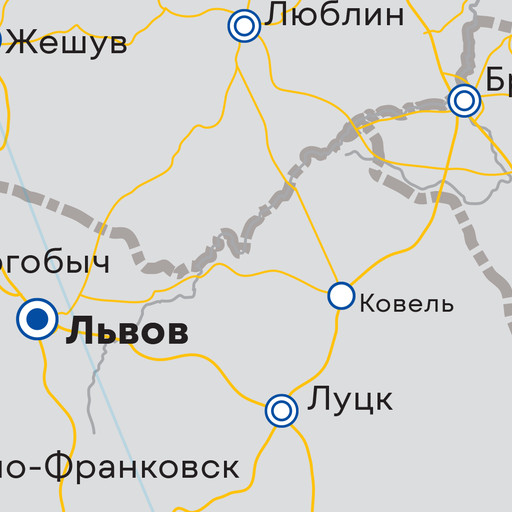 Люблин
Жешув
Бр
огобыч
Ковель
Львов
Луцк
но-Франковск